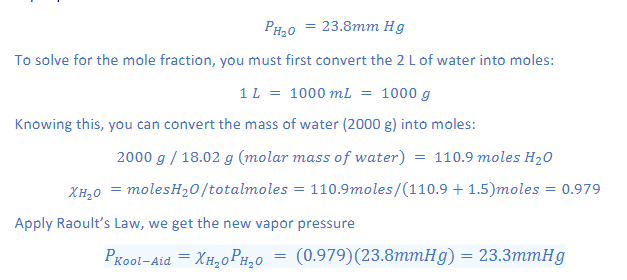 P_{H_2O} = 23.8mm Hg
To solve for the mole fraction, you must first convert the 2 L of water into moles:
1 L = 1000 mL = 1000 g
Knowing this, you can convert the mass of water (2000 g) into moles:
2000 g / 18.02 g (molar mass of water) = 110.9 moles H_2O
χ_{H_2O} = molesH_2O/totalmoles = 110.9moles/(110.9 + 1.5)moles = 0.979
Apply Raoult's Law, we get the new vapor pressure
P_{Kool-Aid} = χ_{H_2O}P_{H_2O} = (0.979)(23.8mmHg) = 23.3mmHg